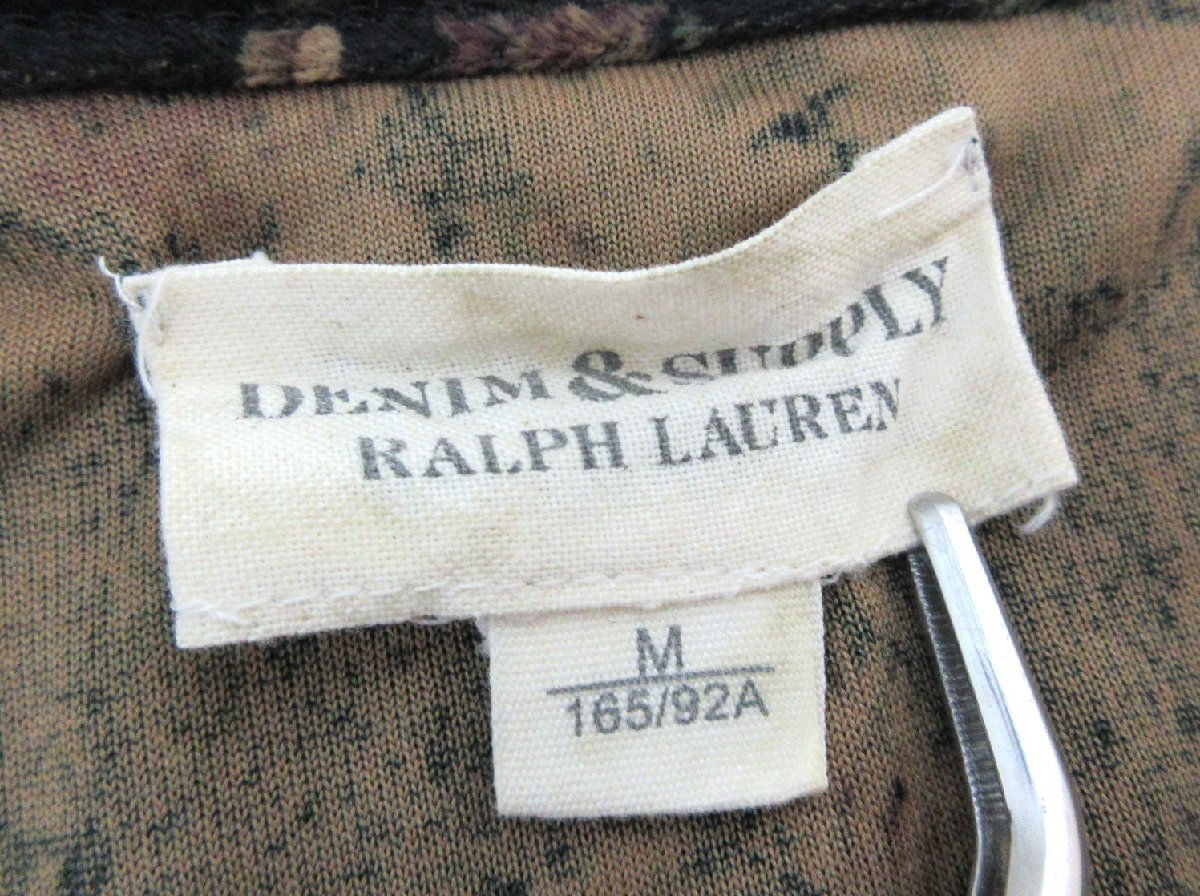 DENIM & SUPPLY
RALPH LAUREN
M
165/92A